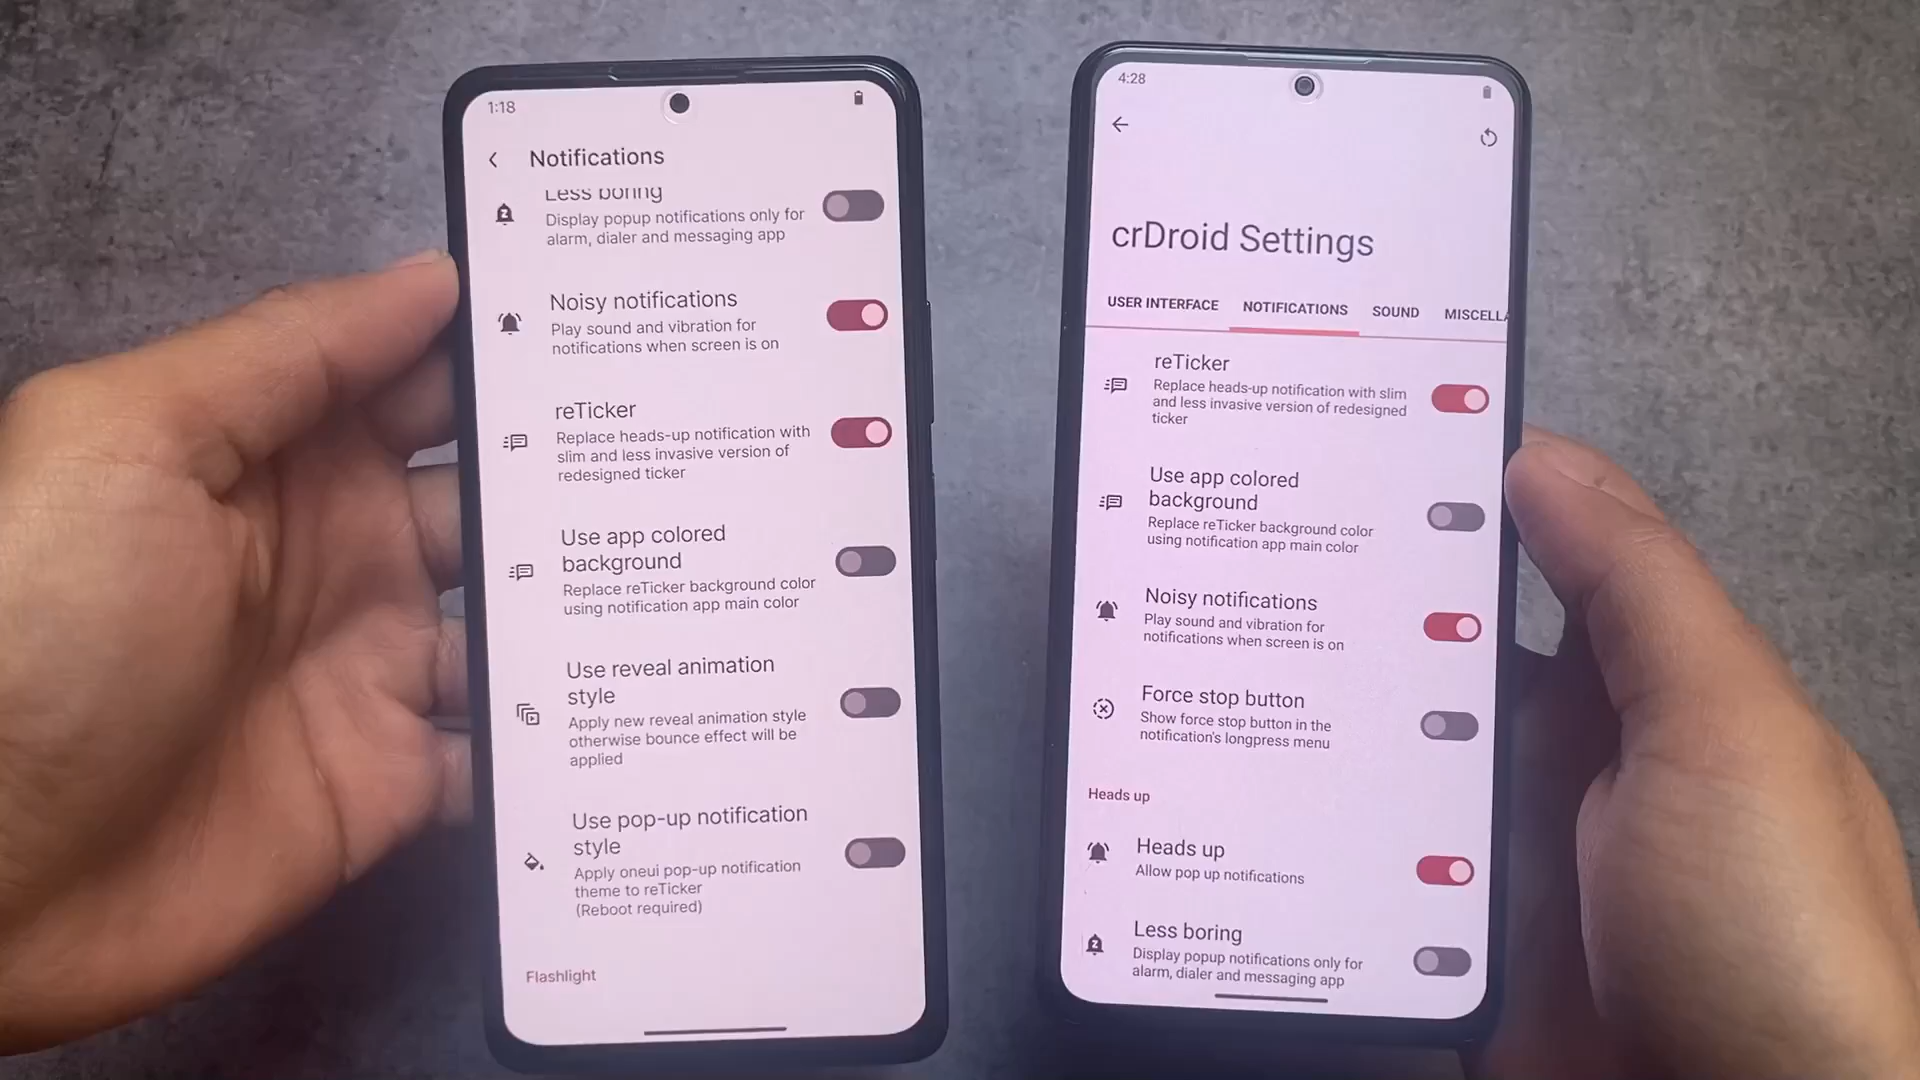 1:18
Notifications
Less boring
Display popup notifications only for
alarm, dialer and messaging app
Noisy notifications
Play sound and vibration for
notifications when screen is on
reTicker
Replace heads-up notification with
slim and less invasive version of
redesigned ticker
Use app colored
background
Replace reTicker background color
using notification app main color
Use reveal animation
style
Apply new reveal animation style
otherwise bounce effect will be
applied
Use pop-up notification
style
Apply oneui pop-up notification
theme to reTicker
(Reboot required)
Flashlight
4:28
crDroid Settings
USER INTERFACE NOTIFICATIONS SOUND MISCELLA
reTicker
Replace heads-up notification with slim
and less invasive version of redesigned
ticker
Use app colored
background
Replace reTicker background color
using notification app main color
Noisy notifications
Play sound and vibration for
notifications when screen is on
Force stop button
Show force stop button in the
notification's longpress menu
Heads up
Heads up
Allow pop up notifications
Less boring
Display popup notifications only for
alarm, dialer and messaging app